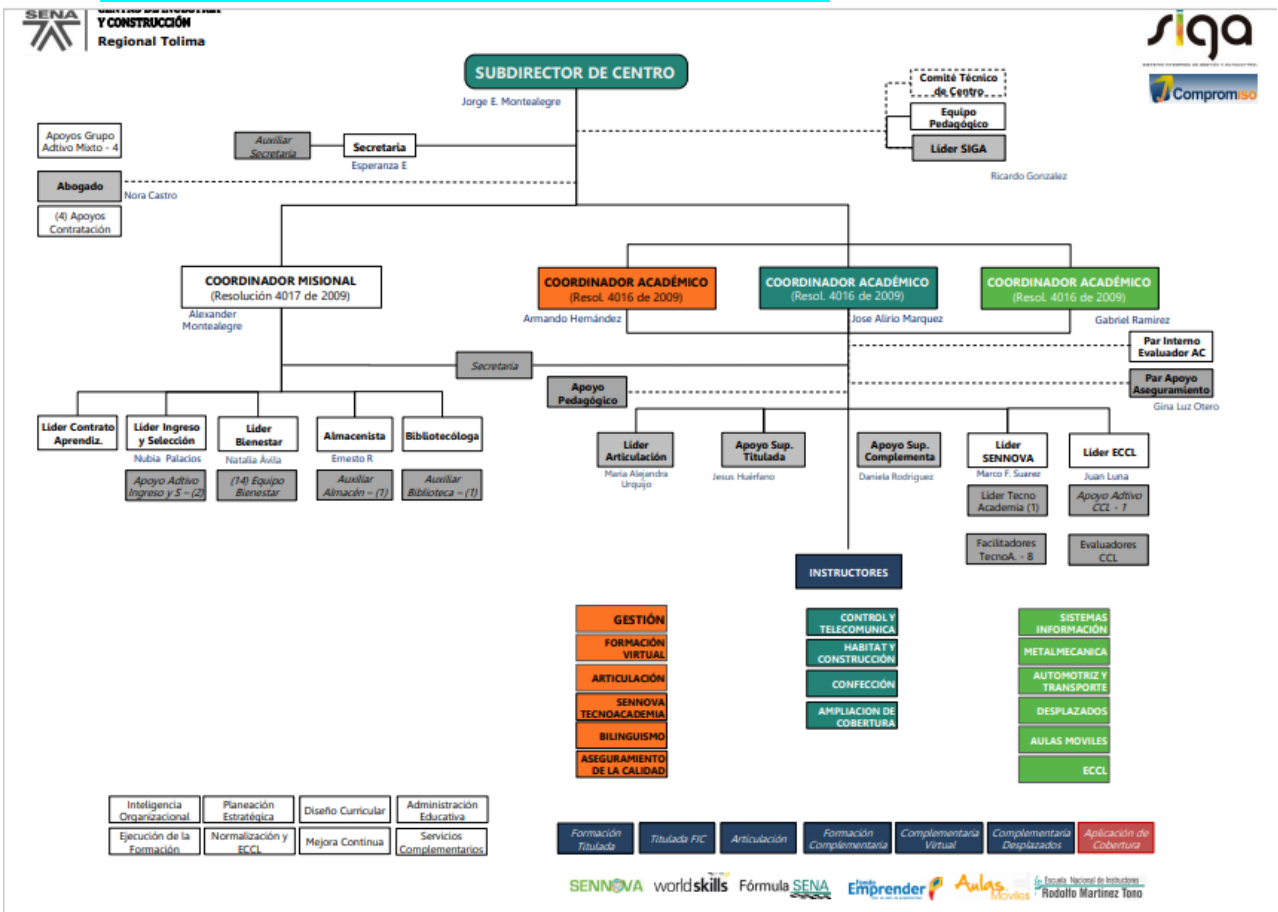 SENA
Y CONSTRUCCIÓN
Regional Tolima
siga
Compromiso
SUBDIRECTOR DE CENTRO
Jorge E. Montealegre
Comité Técnico
de Centro
Equipo
Pedagógico
Líder SIGA
Ricardo Gonzalez
Apoyos Grupo
Adtivo Mixto - 4
Auxiliar
Secretaria
Secretaria
Esperanza E
Abogado
Nora Castro
(4) Apoyos
Contratación
COORDINADOR MISIONAL
(Resolución 4017 de 2009)
Alexander
Montealegre
COORDINADOR ACADÉMICO
(Resol. 4016 de 2009)
Armando Hernández
COORDINADOR ACADÉMICO
(Resol. 4016 de 2009)
Jose Alirio Marquez
COORDINADOR ACADÉMICO
(Resol. 4016 de 2009)
Gabriel Ramirez
Par Interno
Evaluador AC
Secretaria
Apoyo
Pedagógico
Par Apoyo
Aseguramiento
Gina Luz Otero
Líder Contrato
Aprendiz.
Líder Ingreso
y Selección
Nubia Palacios
Apoyo Adtivo
Ingreso y S – (2)
Líder
Bienestar
Natalia Ávila
(14) Equipo
Bienestar
Almacenista
Ernesto R
Auxiliar
Almacén – (1)
Bibliotecóloga
Auxiliar
Biblioteca – (1)
Líder
Articulación
Maria Alejandra
Urquijo
Apoyo Sup.
Titulada
Jesus Huérfano
Apoyo Sup.
Complementa
Daniela Rodriguez
Líder
SENNOVA
Marco F. Suarez
Lider Tecno
Academia (1)
Facilitadores
TecnoA. - 8
Lider ECCL
Juan Luna
Apoyo Adtivo
CCL - 1
Evaluadores
CCL
INSTRUCTORES
GESTIÓN
FORMACIÓN
VIRTUAL
ARTICULACIÓN
SENNOVA
TECNOACADEMIA
BILINGUISMO
ASEGURAMIENTO
DE LA CALIDAD
CONTROL Y
TELECOMUNICA
HABITAT Y
CONSTRUCCIÓN
CONFECCIÓN
AMPLIACION DE
COBERTURA
SISTEMAS
INFORMACIÓN
METALMECANICA
AUTOMOTRIZ Y
TRANSPORTE
DESPLAZADOS
AULAS MOVILES
ECCL
Inteligencia
Organizacional
Planeación
Estratégica
Diseño Curricular
Administración
Educativa
Ejecución de la
Formación
Normalización y
ECCL
Mejora Continua
Servicios
Complementarios
Formación
Titulada
Titulada FIC
Articulación
Formación
Complementaria
Complementaria
Virtual
Complementaria
Desplazados
Aplicación de
Cobertura
SENNOVA
worldskills
Fórmula SENA
Fondo
Emprender
Aulas
Moviles
Escuela Nacional de Instructores
Rodolfo Martinez Tono